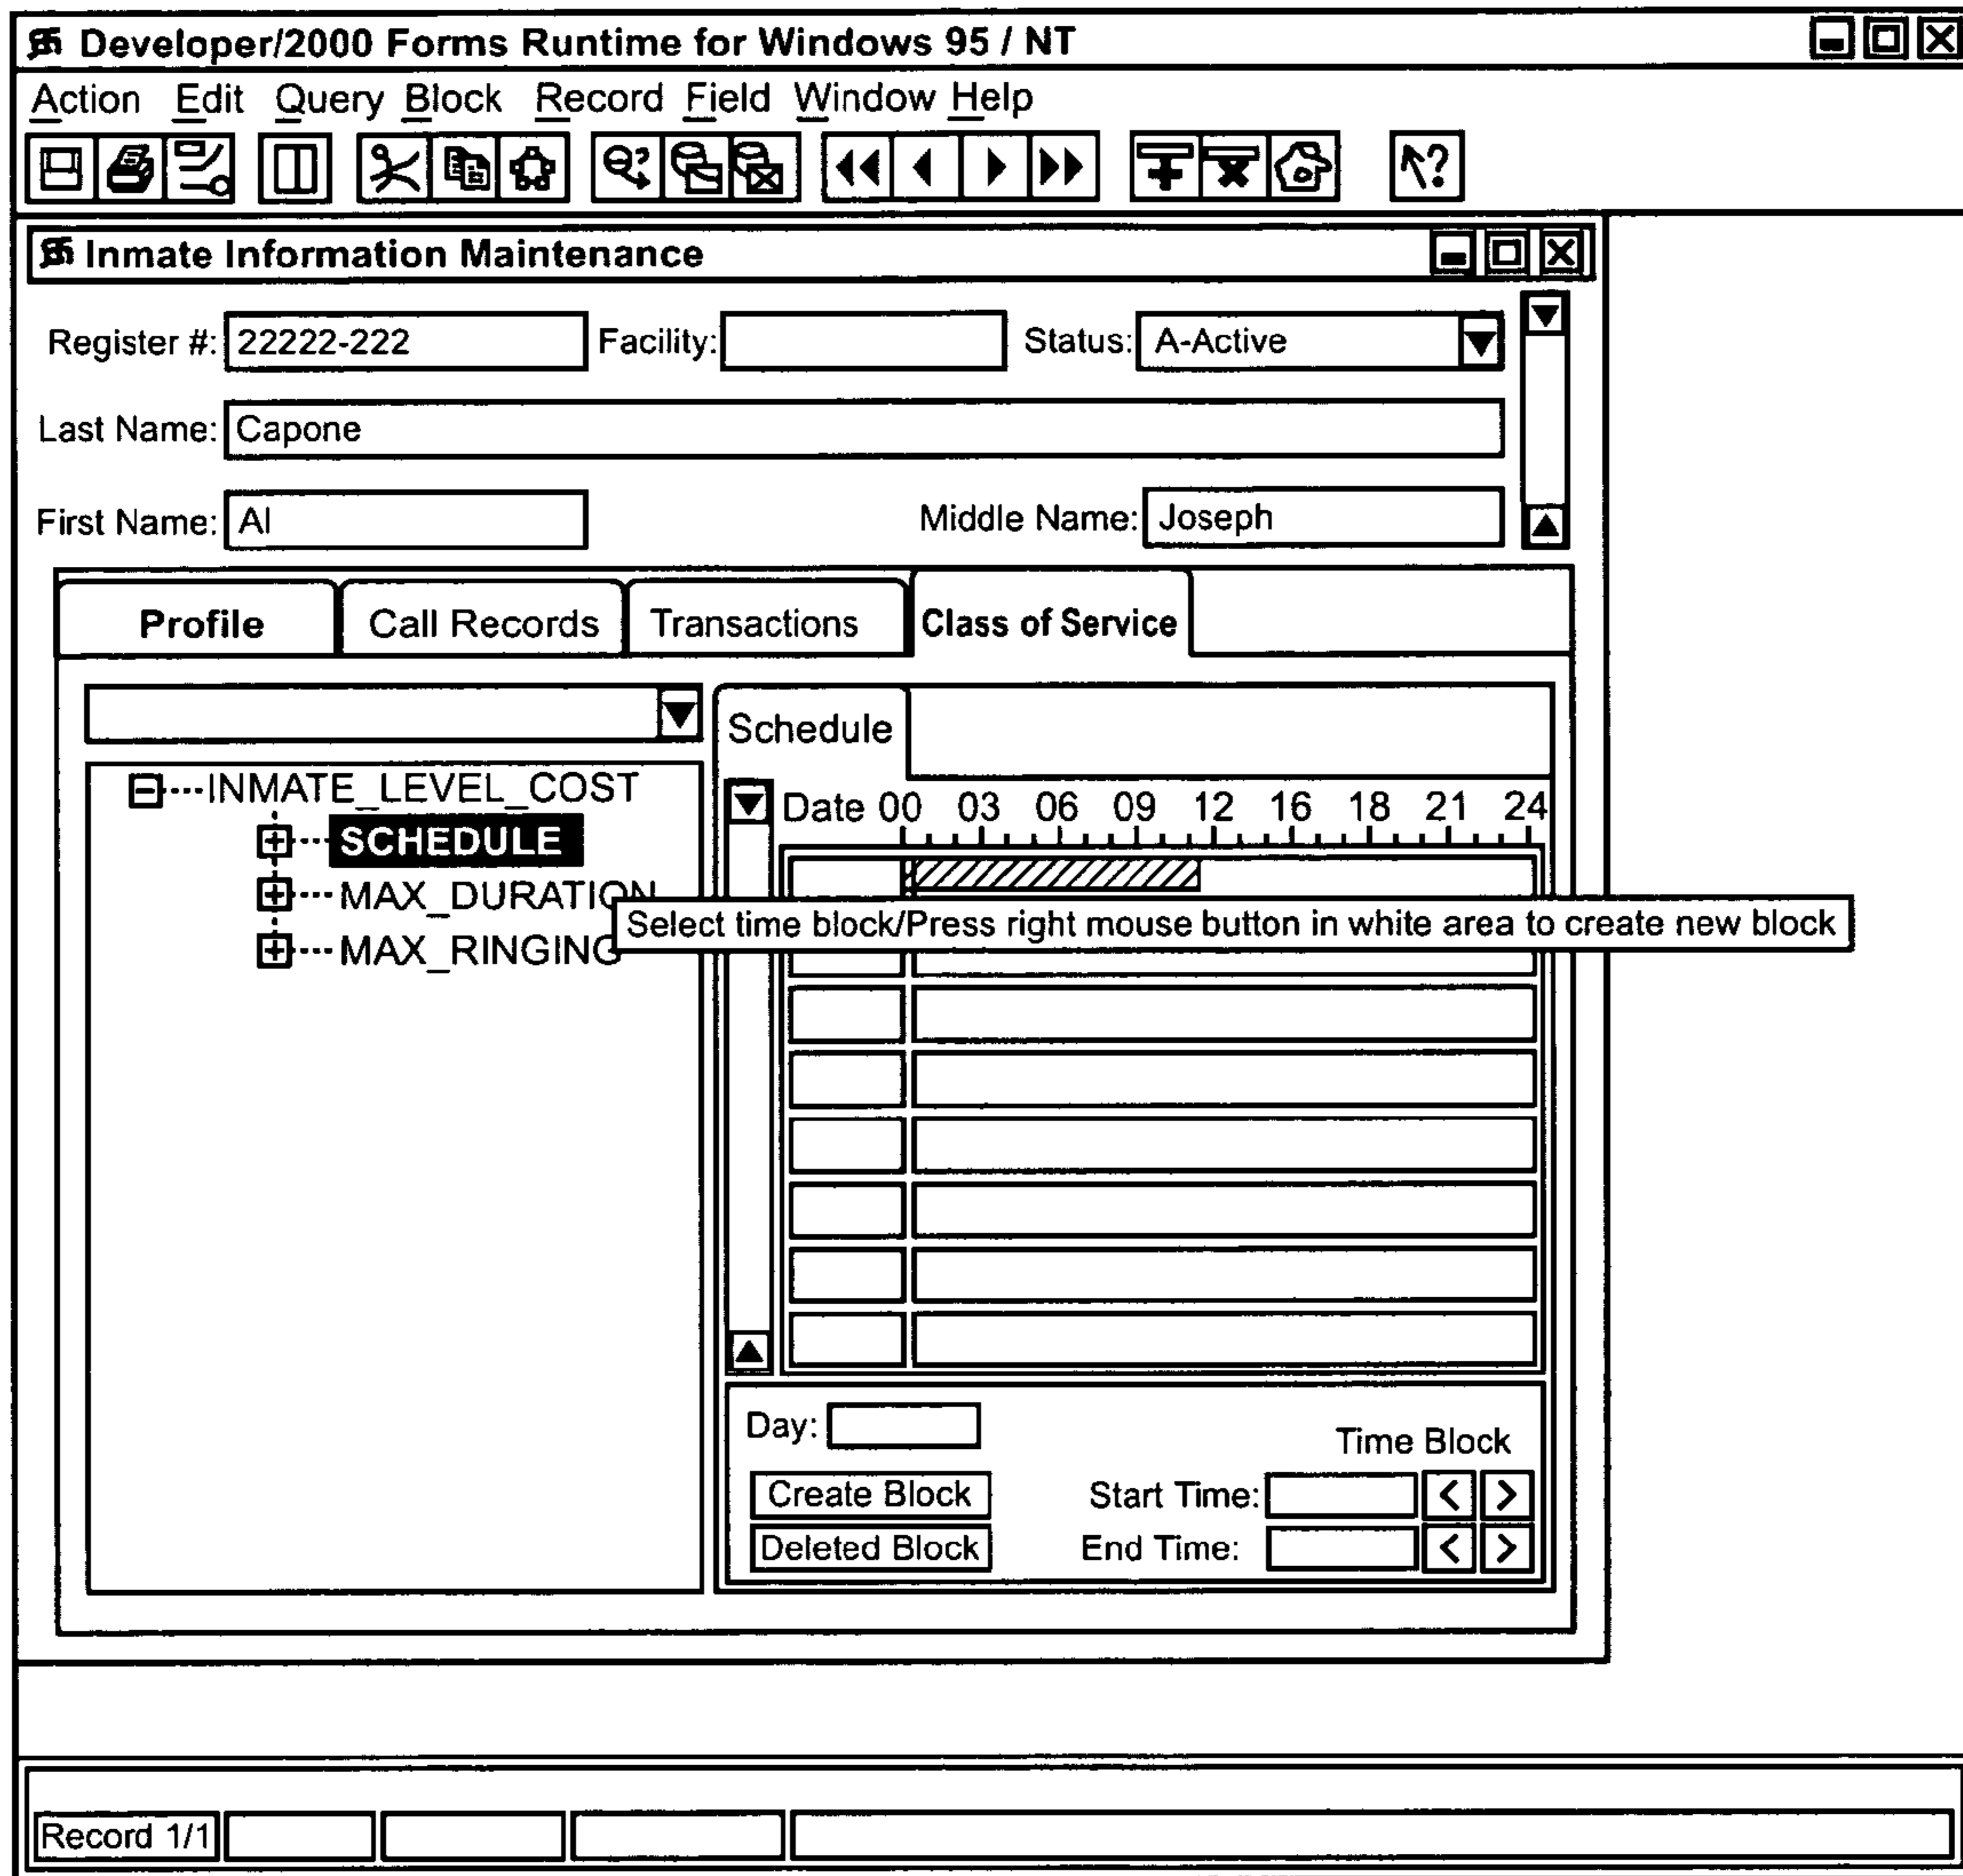 Developer/2000 Forms Runtime for Windows 95 / NT
Action Edit Query Block Record Field Window Help
Inmate Information Maintenance
Register #: 22222-222 Facility: Status: A-Active
Last Name: Capone
First Name: Al Middle Name: Joseph
Profile Call Records Transactions Class of Service
Schedule
INMATE_LEVEL_COST
Date 00 03 06 09 12 16 18 21 24
SCHEDULE
MAX_DURATION
Select time block/Press right mouse button in white area to create new block
MAX_RINGING
Day:
Time Block
Create Block Start Time: < >
Deleted Block End Time: < >
Record 1/1